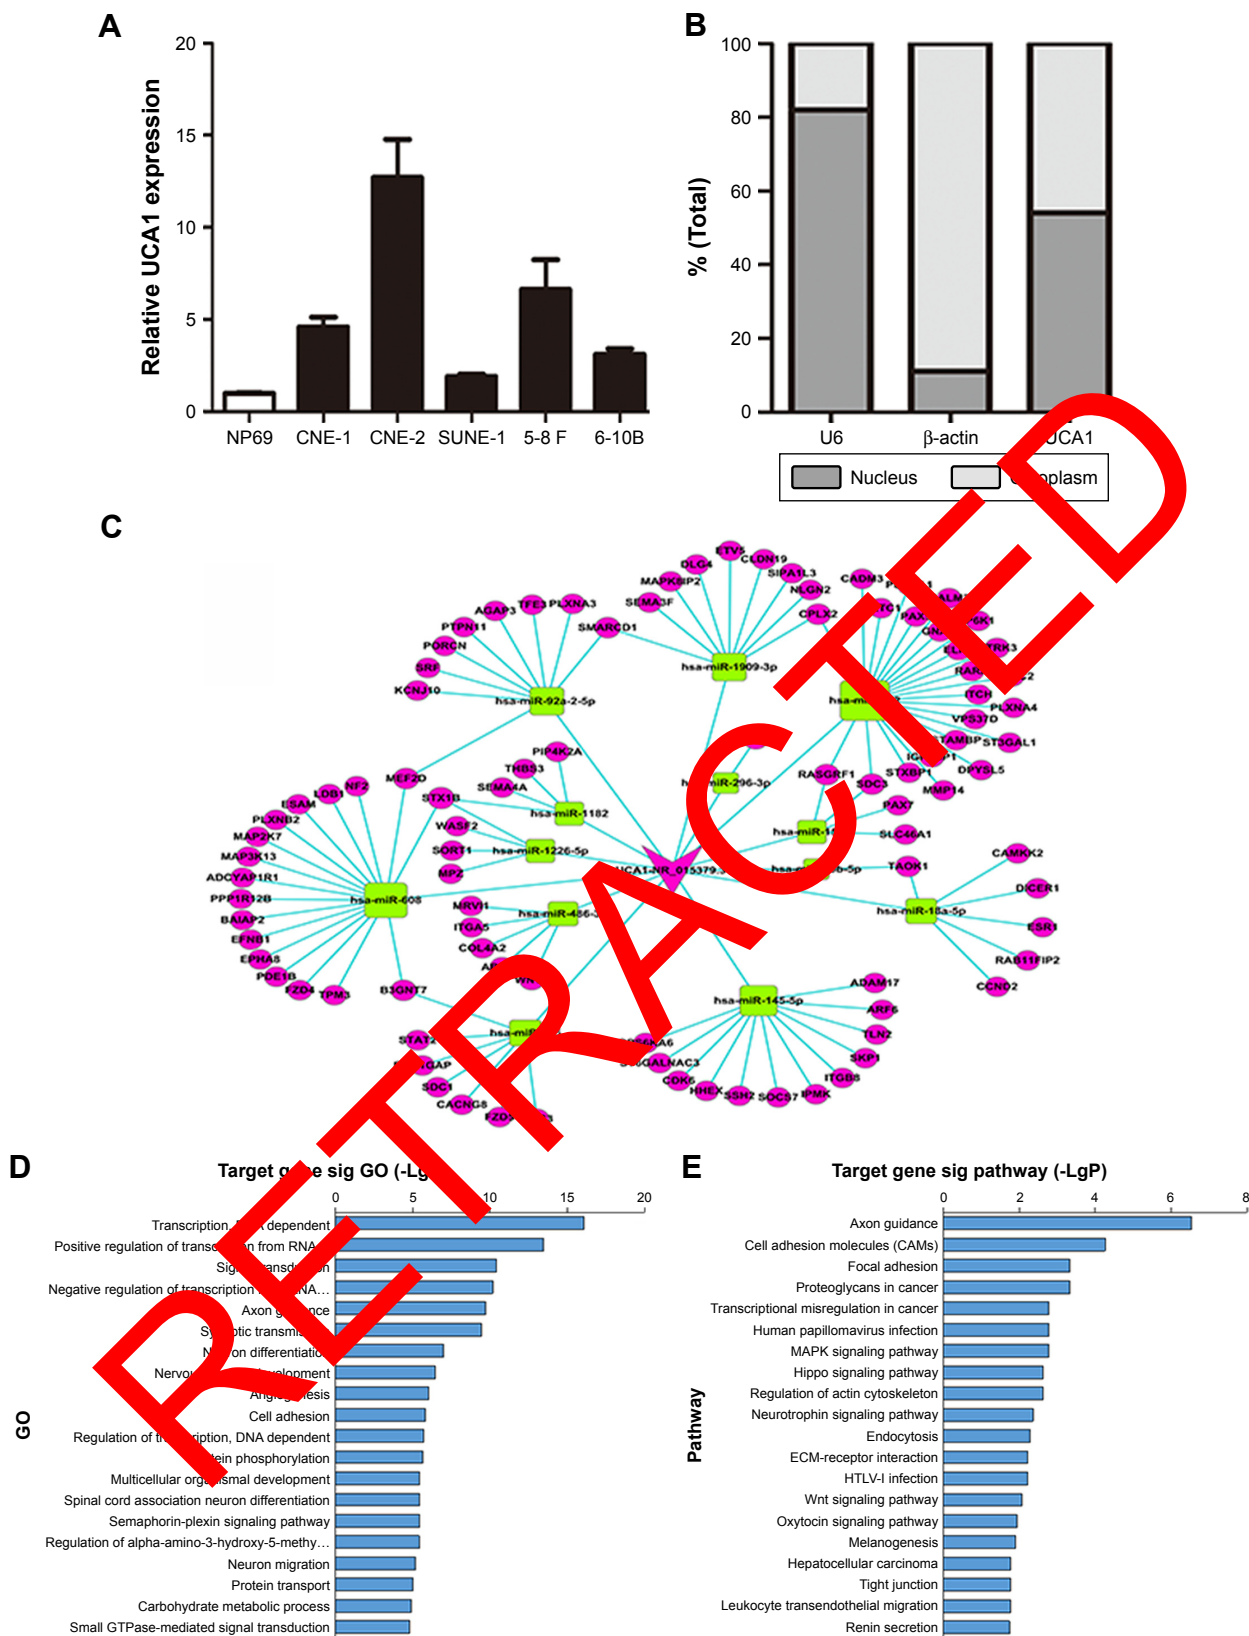 A
Relative UCA1 expression
20
15
10
5
0
NP69 CNE-1 CNE-2 SUNE-1 5-8 F 6-10B
B
% (Total)
100
80
60
40
20
0
U6 β-actin UCA1
Nucleus
C
ETV5
DLG4
CLDN19
MAPK8IP2
SIPA1L3
SEMA3F
NLGN2
CPLX2
SMARCD1
hsa-miR-1909-3p
AGAP3
TFE3
PLXNA3
PTPN11
PORCN
SRF
KCNJ10
hsa-miR-92a-2-5p
CADM3
ITCH
PLXNA4
VPS37D
ST3GAL1
DPYSL5
STXBP1
MMP14
SDC3
RASGRF1
PIP4K2A
THBS3
SEMA4A
hsa-miR-1182
MEF2D
STX1B
NF2
LDB1
ESAM
PLXNB2
MAP2K7
MAP3K13
ADCYAP1R1
PPP1R12B
BAIAP2
EFNB1
EPHA8
PDE1B
FZD4
TPM3
B3GNT7
hsa-miR-608
WASF2
SORT1
MPZ
hsa-miR-1226-5p
PAX7
SLC46A1
TAOK1
CAMKK2
DICER1
ESR1
RAB11FIP2
CCND2
hsa-miR-18a-5p
MRVI1
ITGA5
COL4A2
hsa-miR-145-5p
ADAM17
ARF6
TLN2
SKP1
ITGB8
IPMK
SOCS7
SSH2
HHEX
CDK6
SDC1
CACNG8
RETRACTED
D
Target gene sig GO
0 5 10 15 20
GO
Transcription, dependent
Positive regulation of from RNA
Negative regulation of transcription
Axon guidance
Synaptic
Neuron differentiation
Angiogenesis
Cell adhesion
Regulation of transcription, DNA dependent
phosphorylation
Multicellular organismal development
Spinal cord association neuron differentiation
Semaphorin-plexin signaling pathway
Regulation of alpha-amino-3-hydroxy-5-methy…
Neuron migration
Protein transport
Carbohydrate metabolic process
Small GTPase-mediated signal transduction
E
Target gene sig pathway (-LgP)
0 2 4 6 8
Pathway
Axon guidance
Cell adhesion molecules (CAMs)
Focal adhesion
Proteoglycans in cancer
Transcriptional misregulation in cancer
Human papillomavirus infection
MAPK signaling pathway
Hippo signaling pathway
Regulation of actin cytoskeleton
Neurotrophin signaling pathway
Endocytosis
ECM-receptor interaction
HTLV-I infection
Wnt signaling pathway
Oxytocin signaling pathway
Melanogenesis
Hepatocellular carcinoma
Tight junction
Leukocyte transendothelial migration
Renin secretion